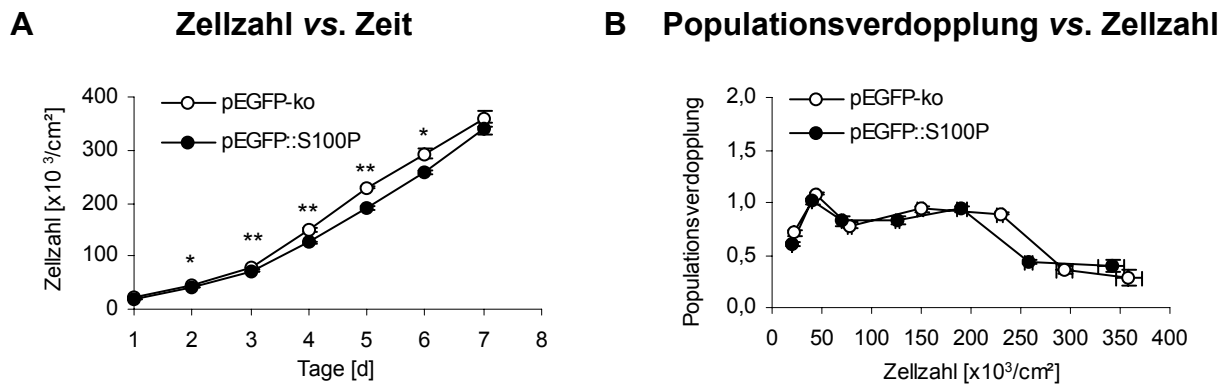 A Zellzahl vs. Zeit
400
300
200
100
0
1 2 3 4 5 6 7 8
Zellzahl [x10 ³/cm²]
Tage [d]
pEGFP-ko
pEGFP::S100P
* ** ** ** *
B Populationsverdopplung vs. Zellzahl
2,0
1,5
1,0
0,5
0,0
0 50 100 150 200 250 300 350 400
Populationsverdopplung
Zellzahl [x10³/cm²]
pEGFP-ko
pEGFP::S100P